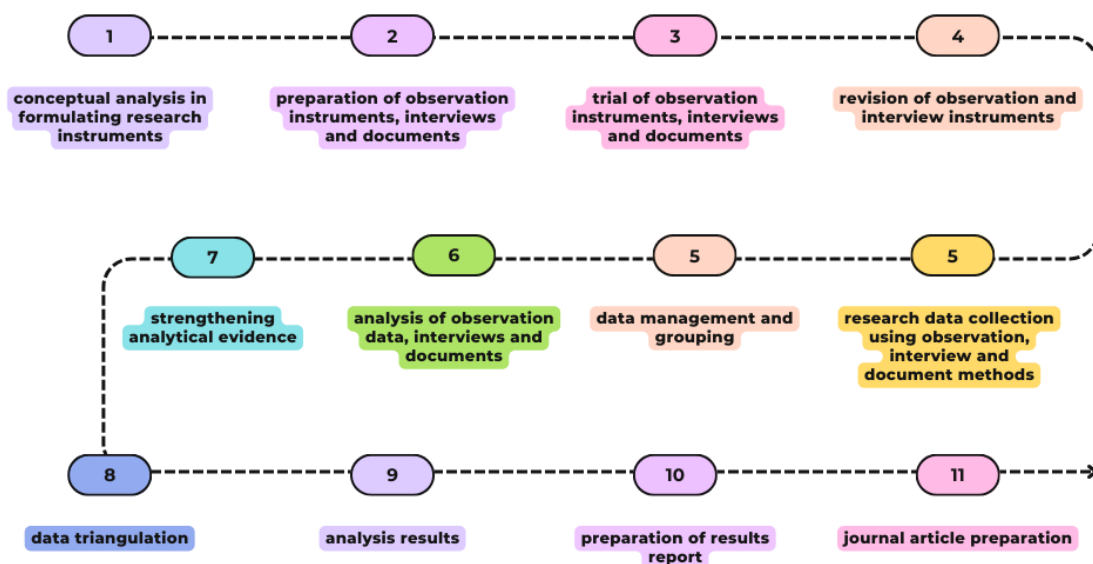 1
conceptual analysis in
formulating research
instruments
2
preparation of observation
instruments, interviews
and documents
3
trial of observation
instruments, interviews
and documents
4
revision of observation and
interview instruments
5
research data collection
using observation,
interview and
document methods
5
data management and
grouping
6
analysis of observation
data, interviews and
documents
7
strengthening
analytical evidence
8
data triangulation
9
analysis results
10
preparation of results
report
11
journal article preparation